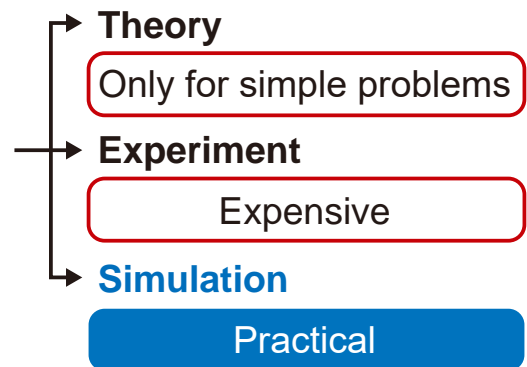 Theory
Only for simple problems
Experiment
Expensive
Simulation
Practical